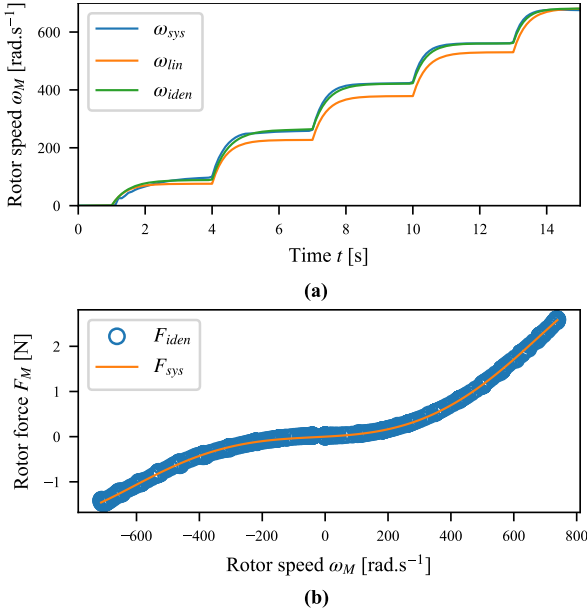 600
400
200
0
Rotor speed ω_M [rad.s⁻¹]
ω_sys
ω_lin
ω_iden
0 2 4 6 8 10 12 14
Time t [s]
(a)
2
1
0
−1
Rotor force F_M [N]
F_iden
F_sys
−600 −400 −200 0 200 400 600 800
Rotor speed ω_M [rad.s⁻¹]
(b)